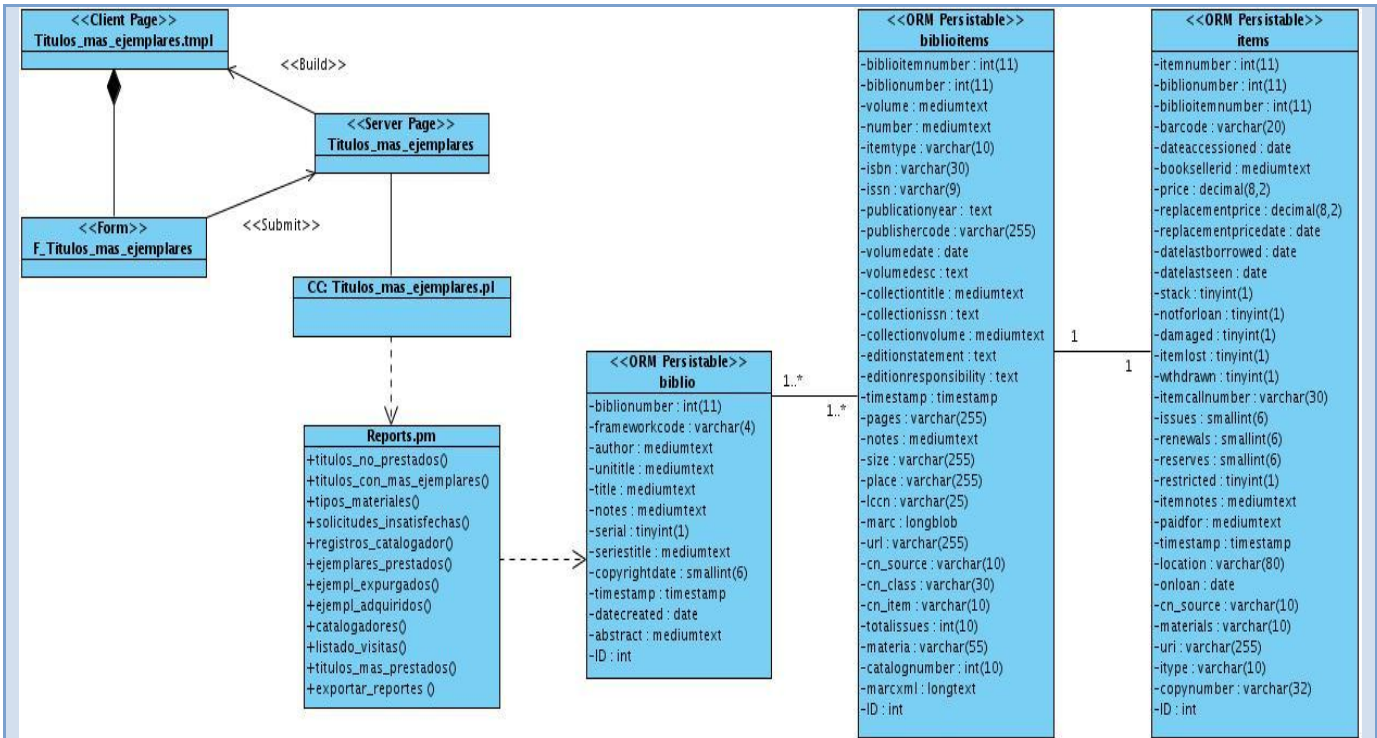 <<Client Page>>
Titulos_mas_ejemplares.tmpl
<<Build>>
<<Server Page>>
Titulos_mas_ejemplares
<<Form>>
F_Titulos_mas_ejemplares
<<Submit>>
CC: Titulos_mas_ejemplares.pl
Reports.pm
+titulos_no_prestados()
+titulos_con_mas_ejemplares()
+tipos_materiales()
+solicitudes_insatisfechas()
+registros_catalogador()
+ejemplares_prestados()
+ejempl_expurgados()
+ejempl_adquiridos()
+catalogadores()
+listado_visitas()
+titulos_mas_prestados()
+exportar_reportes ()
<<ORM Persistable>>
biblio
-biblionumber : int(11)
-frameworkcode : varchar(4)
-author : mediumtext
-unititle : mediumtext
-title : mediumtext
-notes : mediumtext
-serial : tinyint(1)
-seriestitle : mediumtext
-copyrightdate : smallint(6)
-timestamp : timestamp
-datecreated : date
-abstract : mediumtext
-ID : int
1..*
1..*
<<ORM Persistable>>
biblioitems
-biblioitemnumber : int(11)
-biblionumber : int(11)
-volume : mediumtext
-number : mediumtext
-itemtype : varchar(10)
-isbn : varchar(30)
-issn : varchar(9)
-publicationyear : text
-publishercode : varchar(255)
-volumedate : date
-volumedesc : text
-collectiontitle : mediumtext
-collectionissn : text
-collectionvolume : mediumtext
-editionstatement : text
-editionresponsibility : text
-timestamp : timestamp
-pages : varchar(255)
-notes : mediumtext
-size : varchar(255)
-place : varchar(255)
-lccn : varchar(25)
-marc : longblob
-url : varchar(255)
-cn_source : varchar(10)
-cn_class : varchar(30)
-cn_item : varchar(10)
-totalissues : int(10)
-materia : varchar(55)
-catalognumber : int(10)
-marcxml : longtext
-ID : int
1
1
<<ORM Persistable>>
items
-itemnumber : int(11)
-biblionumber : int(11)
-biblioitemnumber : int(11)
-barcode : varchar(20)
-dateaccessioned : date
-booksellerid : mediumtext
-price : decimal(8,2)
-replacementprice : decimal(8,2)
-replacementpricedate : date
-datelastborrowed : date
-datelastseen : date
-stack : tinyint(1)
-notforloan : tinyint(1)
-damaged : tinyint(1)
-itemlost : tinyint(1)
-wthdrawn : tinyint(1)
-itemcallnumber : varchar(30)
-issues : smallint(6)
-renewals : smallint(6)
-reserves : smallint(6)
-restricted : tinyint(1)
-itemnotes : mediumtext
-paidfor : mediumtext
-timestamp : timestamp
-location : varchar(80)
-onloan : date
-cn_source : varchar(10)
-materials : varchar(10)
-uri : varchar(255)
-itype : varchar(10)
-copynumber : varchar(32)
-ID : int